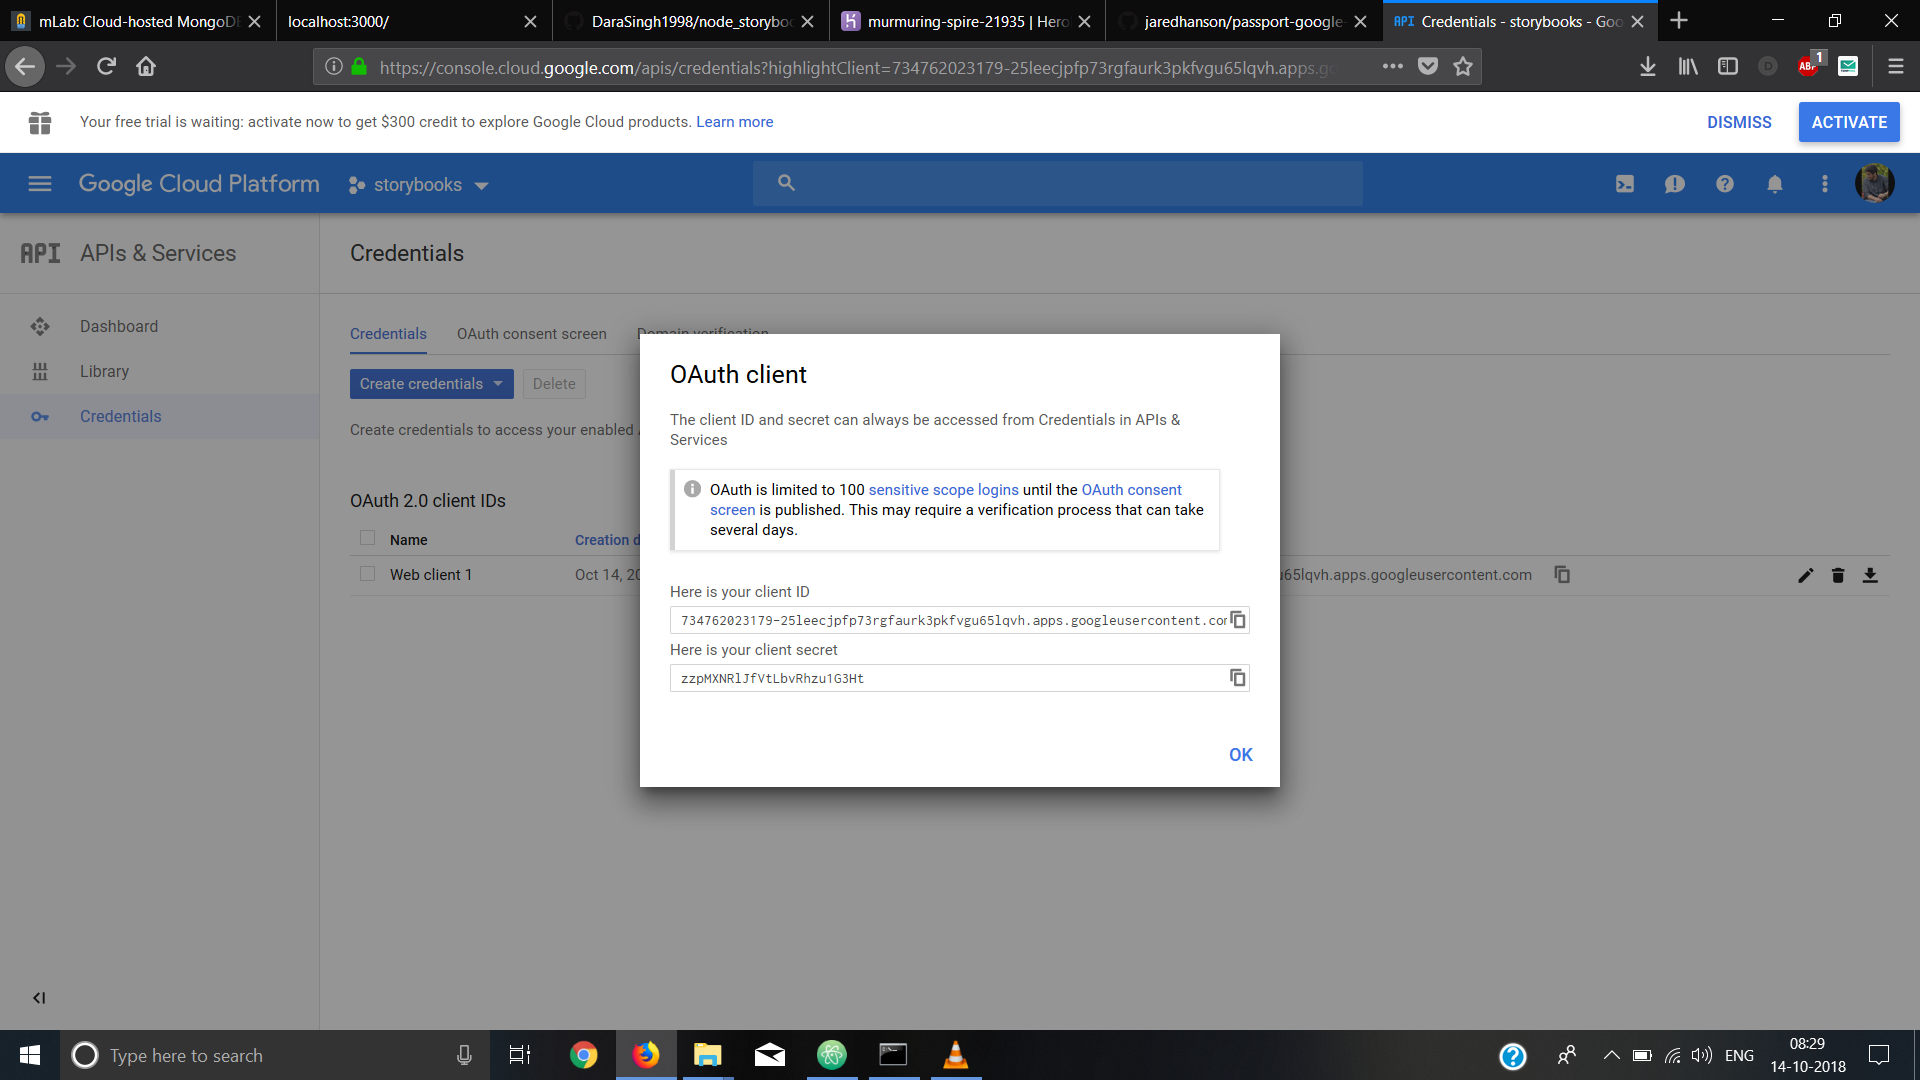 mLab: Cloud-hosted MongoDB
localhost:3000/
DaraSingh1998/node_storybo
murmuring-spire-21935 | Hero
jaredhanson/passport-google-
API Credentials - storybooks - Goo
https://console.cloud.google.com/apis/credentials?highlightClient=734762023179-25leecjpfp73rgfaurk3pkfvgu65lqvh.apps.go
ABP 1
Your free trial is waiting: activate now to get $300 credit to explore Google Cloud products. Learn more
DISMISS
ACTIVATE
Google Cloud Platform
storybooks
API APIs & Services
Credentials
Dashboard
Library
Credentials
Credentials
OAuth consent screen
Domain verification
Create credentials
Delete
Create credentials to access your enabled
OAuth 2.0 client IDs
Name
Creation d
Web client 1
Oct 14, 20
u65lqvh.apps.googleusercontent.com
OAuth client
The client ID and secret can always be accessed from Credentials in APIs &
Services
OAuth is limited to 100 sensitive scope logins until the OAuth consent
screen is published. This may require a verification process that can take
several days.
Here is your client ID
734762023179-25leecjpfp73rgfaurk3pkfvgu65lqvh.apps.googleusercontent.com
Here is your client secret
zzpMXNRlJfVtLbvRhzu1G3Ht
OK
Type here to search
ENG
08:29
14-10-2018